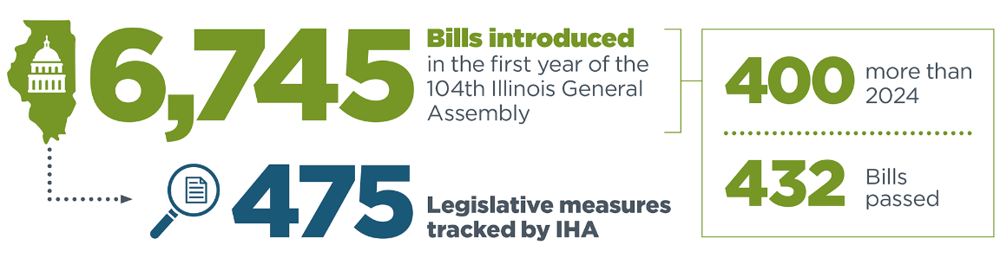 6,745
Bills introduced
in the first year of the
104th Illinois General
Assembly
400
more than
2024
432
Bills
passed
475
Legislative measures
tracked by IHA